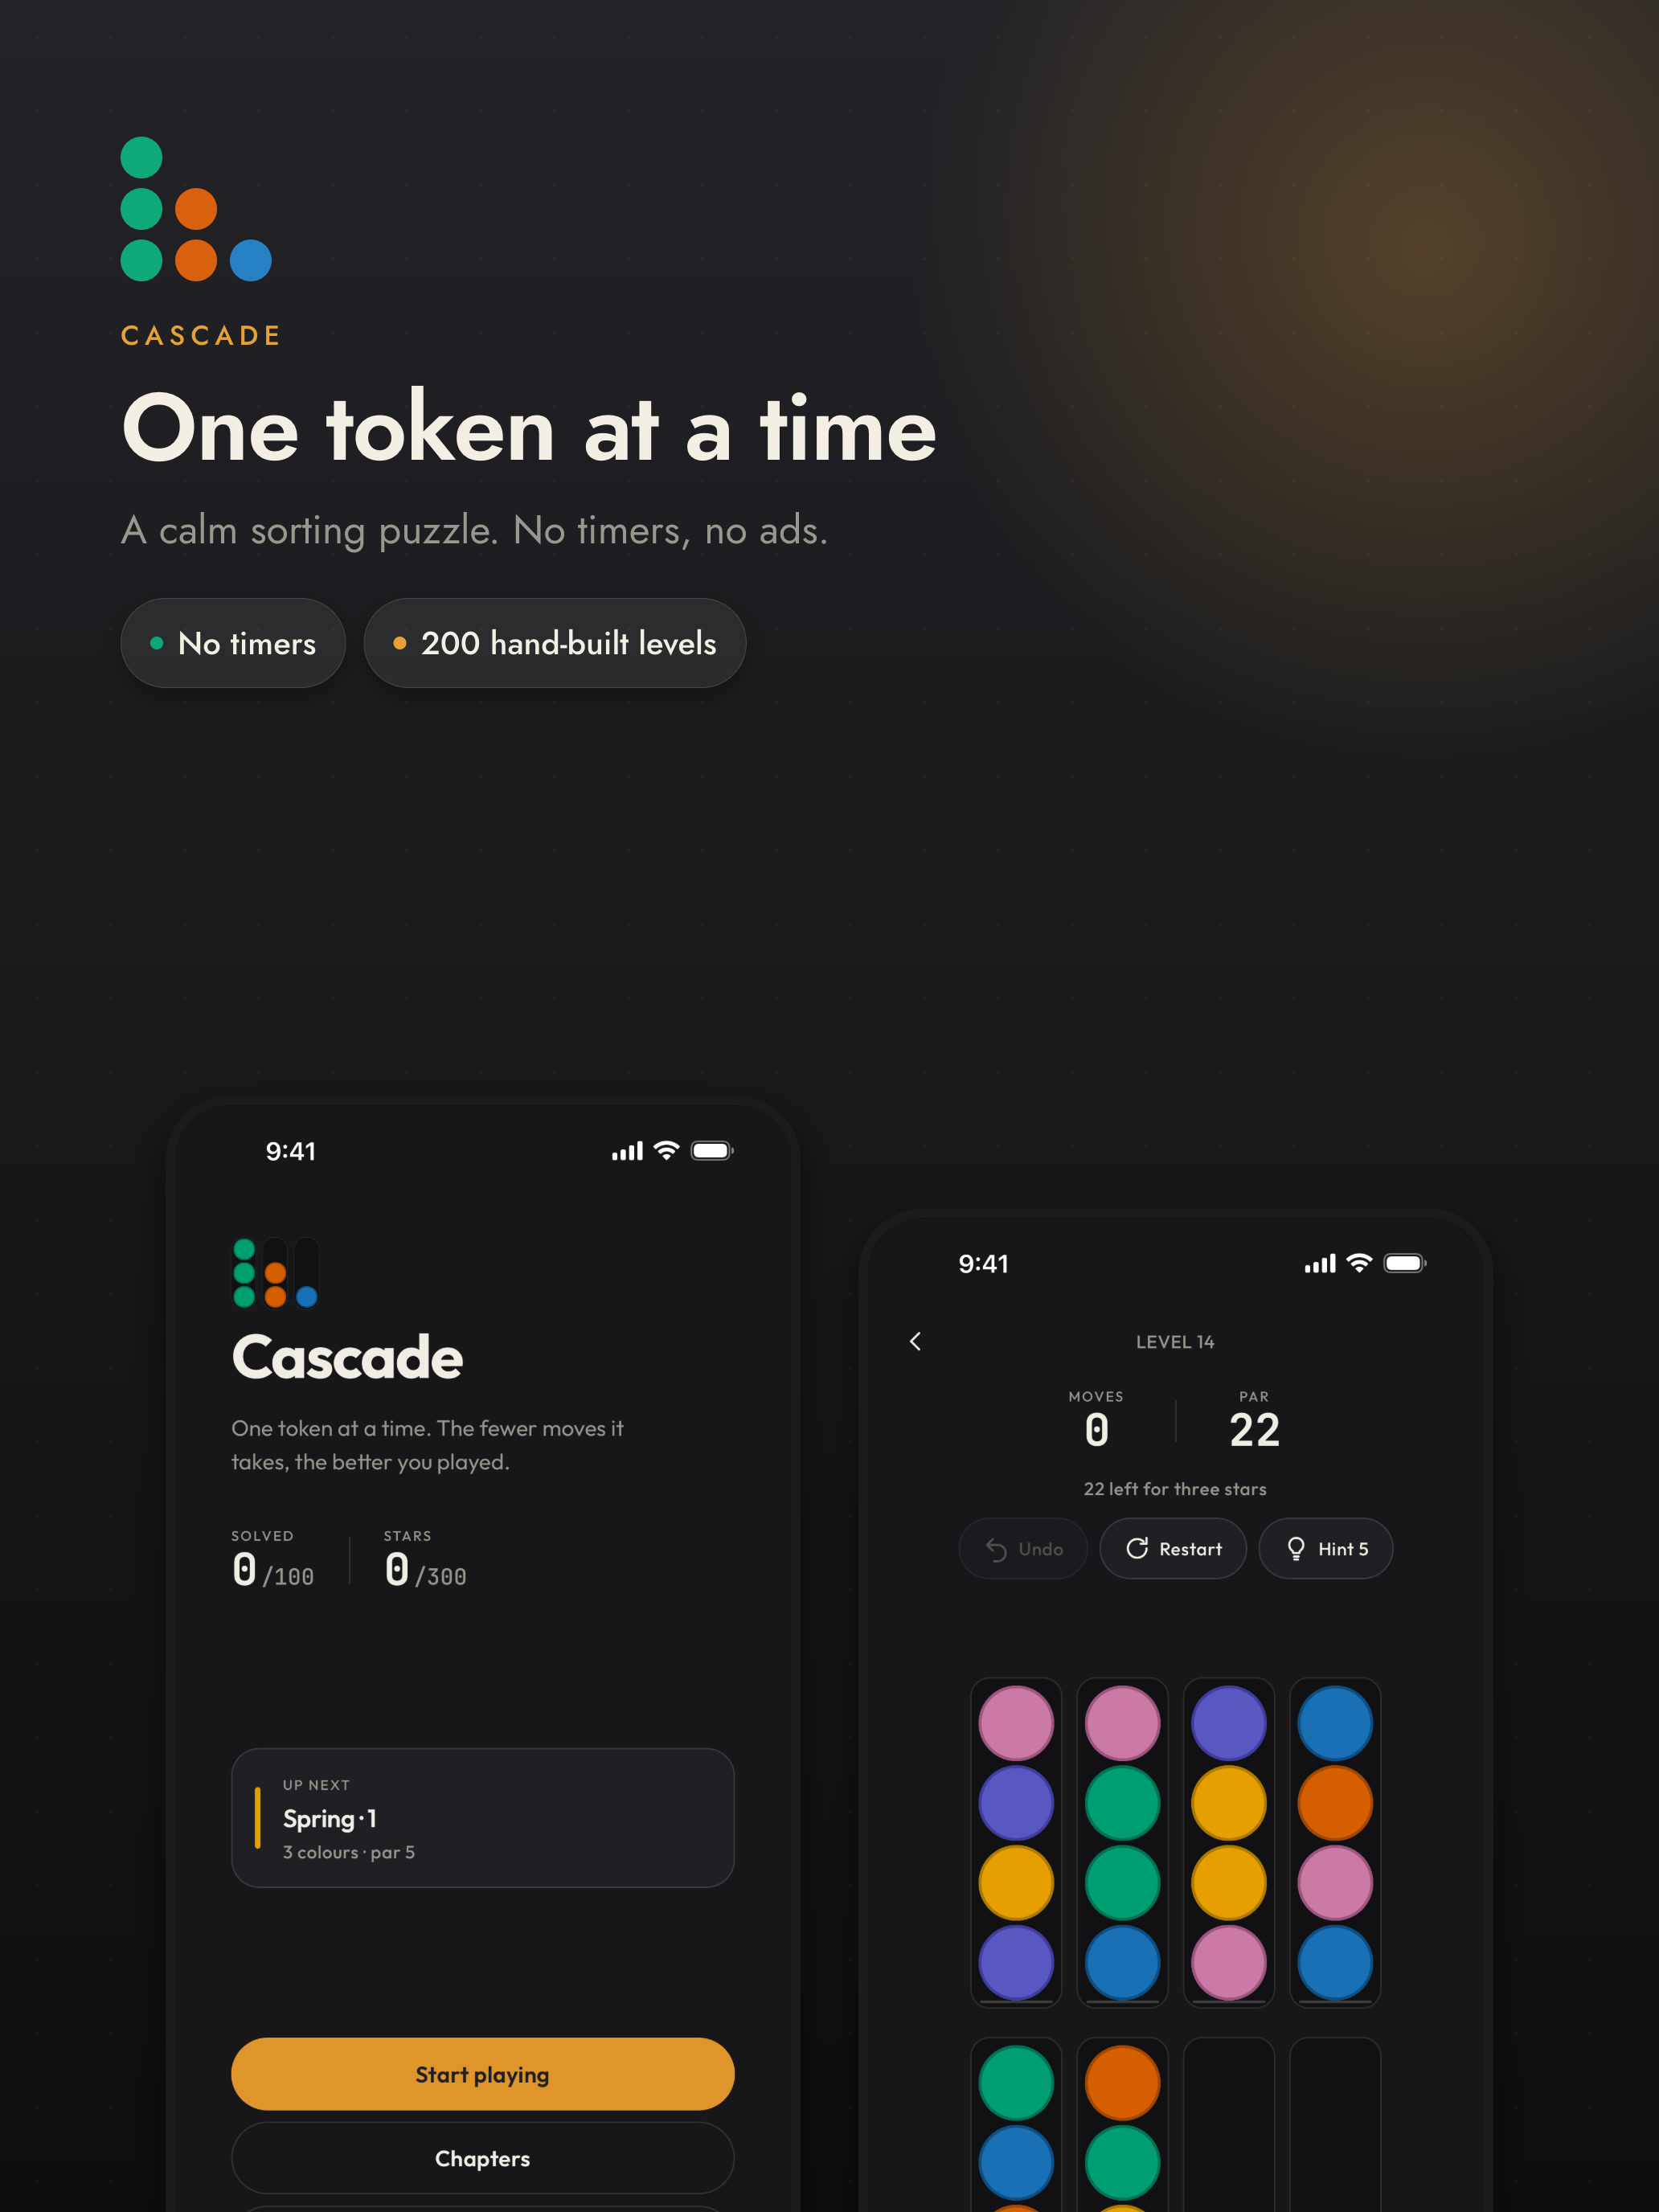 CASCADE
One token at a time
A calm sorting puzzle. No timers, no ads.
No timers
200 hand-built levels
9:41
Cascade
One token at a time. The fewer moves it
takes, the better you played.
SOLVED STARS
0/100 0/300
UP NEXT
Spring·1
3 colours · par 5
Start playing
Chapters
9:41
LEVEL 14
MOVES PAR
0 22
22 left for three stars
Undo Restart Hint 5